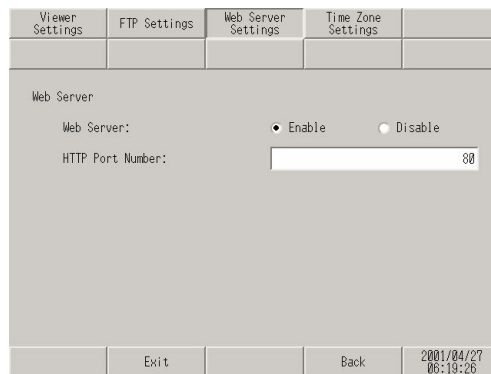 Viewer Settings
FTP Settings
Web Server Settings
Time Zone Settings
Web Server
Web Server: Enable Disable
HTTP Port Number: 80
Exit
Back
2001/04/27
06:19:26